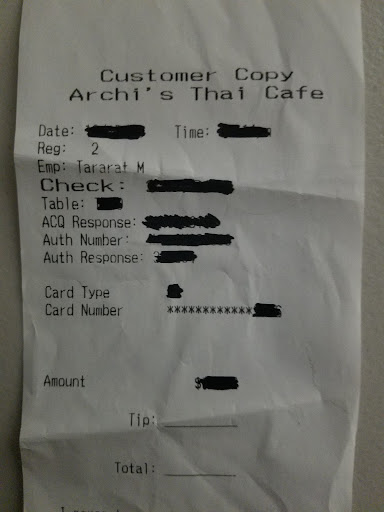 Customer Copy
Archi's Thai Cafe
Date: Time:
Reg: 2
Emp: Tararat M
Check:
Table:
ACQ Response:
Auth Number:
Auth Response:
Card Type
Card Number ************
Amount $
Tip:
Total: